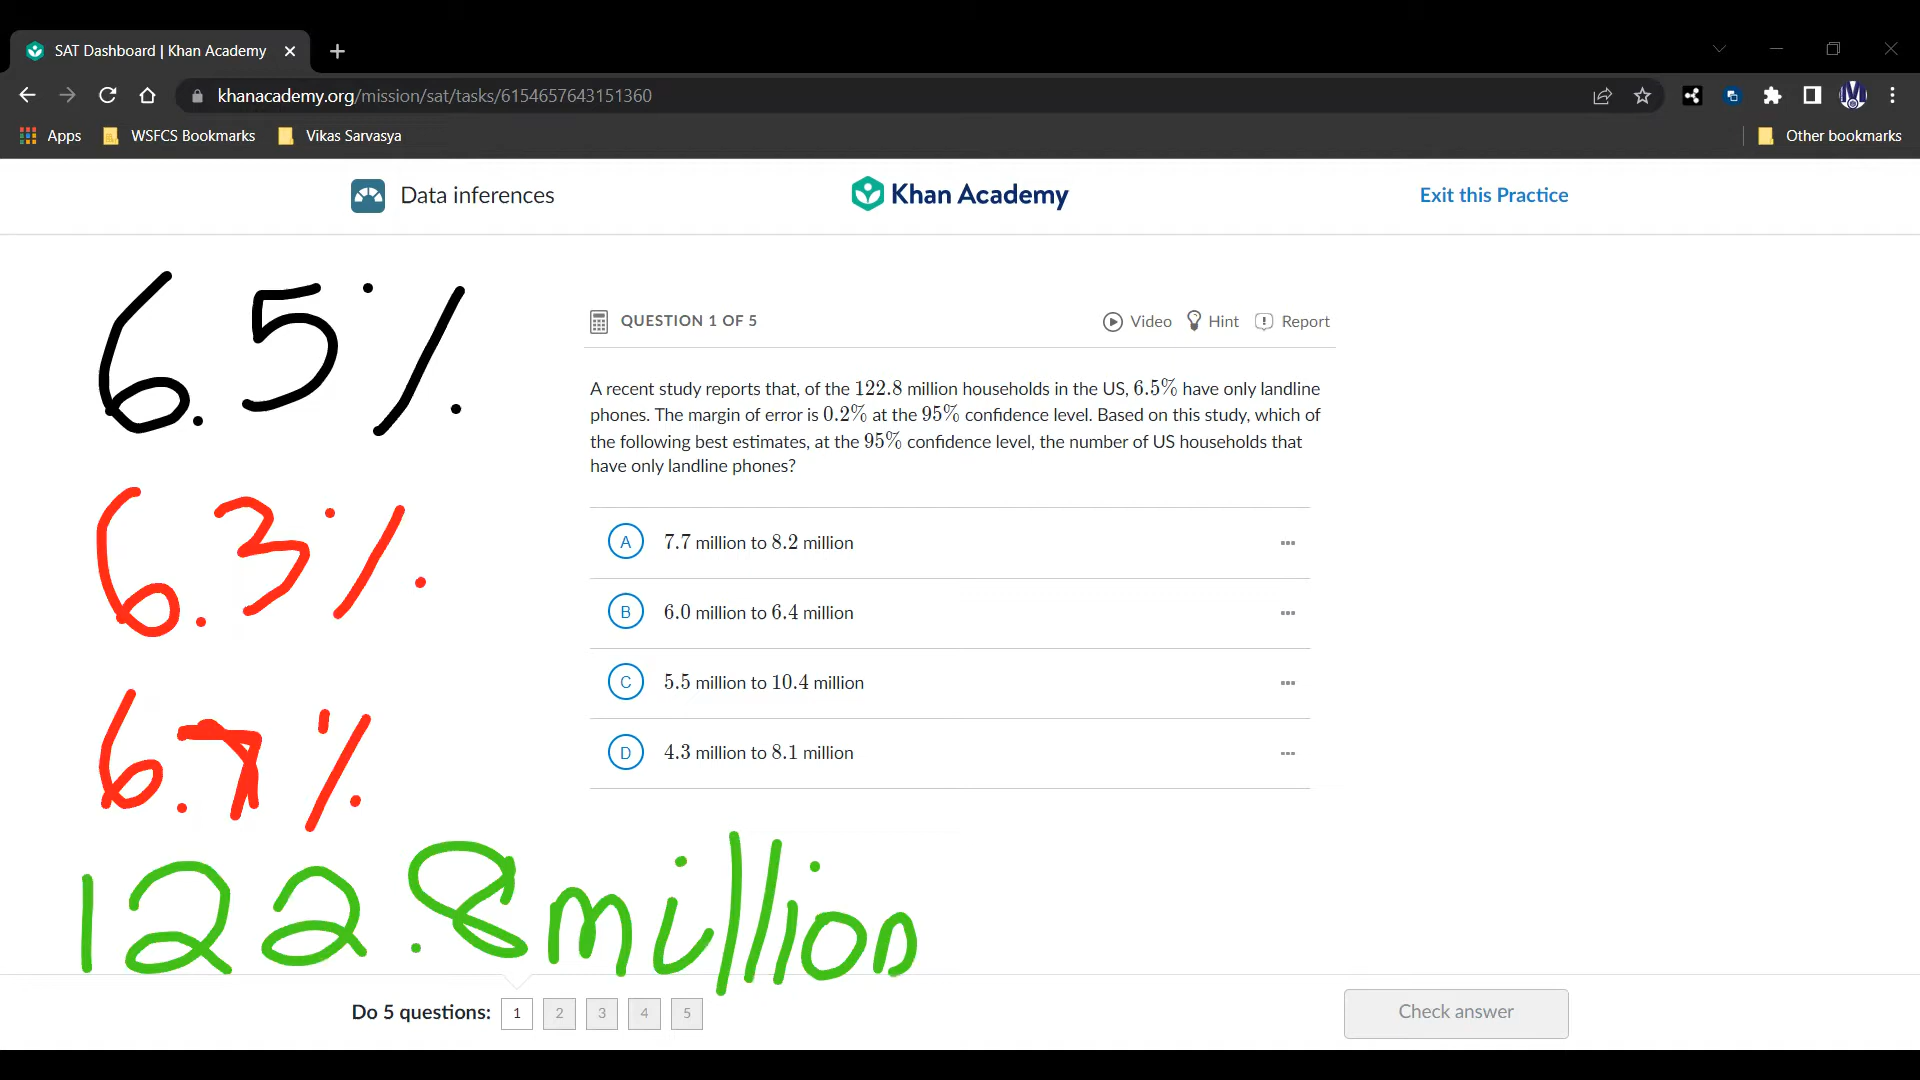 SAT Dashboard | Khan Academy
khanacademy.org/mission/sat/tasks/6154657643151360
Apps WSFCS Bookmarks Vikas Sarvasya Other bookmarks
Data inferences Khan Academy Exit this Practice
6.5%
QUESTION 1 OF 5 Video Hint Report
A recent study reports that, of the 122.8 million households in the US, 6.5% have only landline
phones. The margin of error is 0.2% at the 95% confidence level. Based on this study, which of
the following best estimates, at the 95% confidence level, the number of US households that
have only landline phones?
6.3%
A 7.7 million to 8.2 million
B 6.0 million to 6.4 million
C 5.5 million to 10.4 million
6.7%
D 4.3 million to 8.1 million
122.8 million
Do 5 questions: 1 2 3 4 5 Check answer